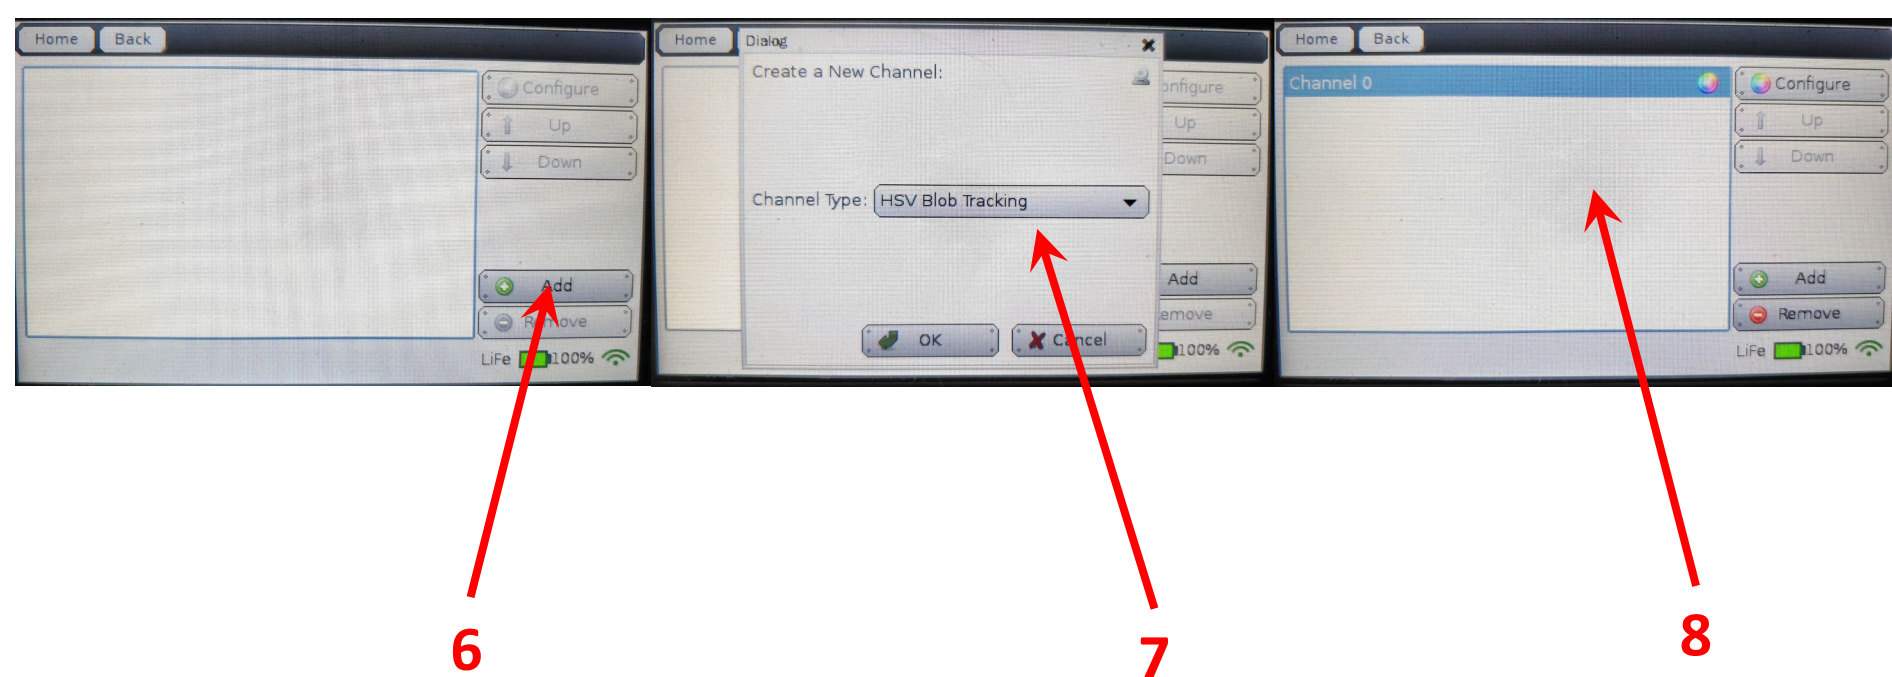 Home Back
Configure
Up
Down
Add
Remove
LiFe 100%
Home
Dialog
Create a New Channel:
Channel Type: HSV Blob Tracking
OK Cancel
onfigure
Up
Down
Add
emove
100%
Home Back
Channel 0
Configure
Up
Down
Add
Remove
LiFe 100%
6
7
8